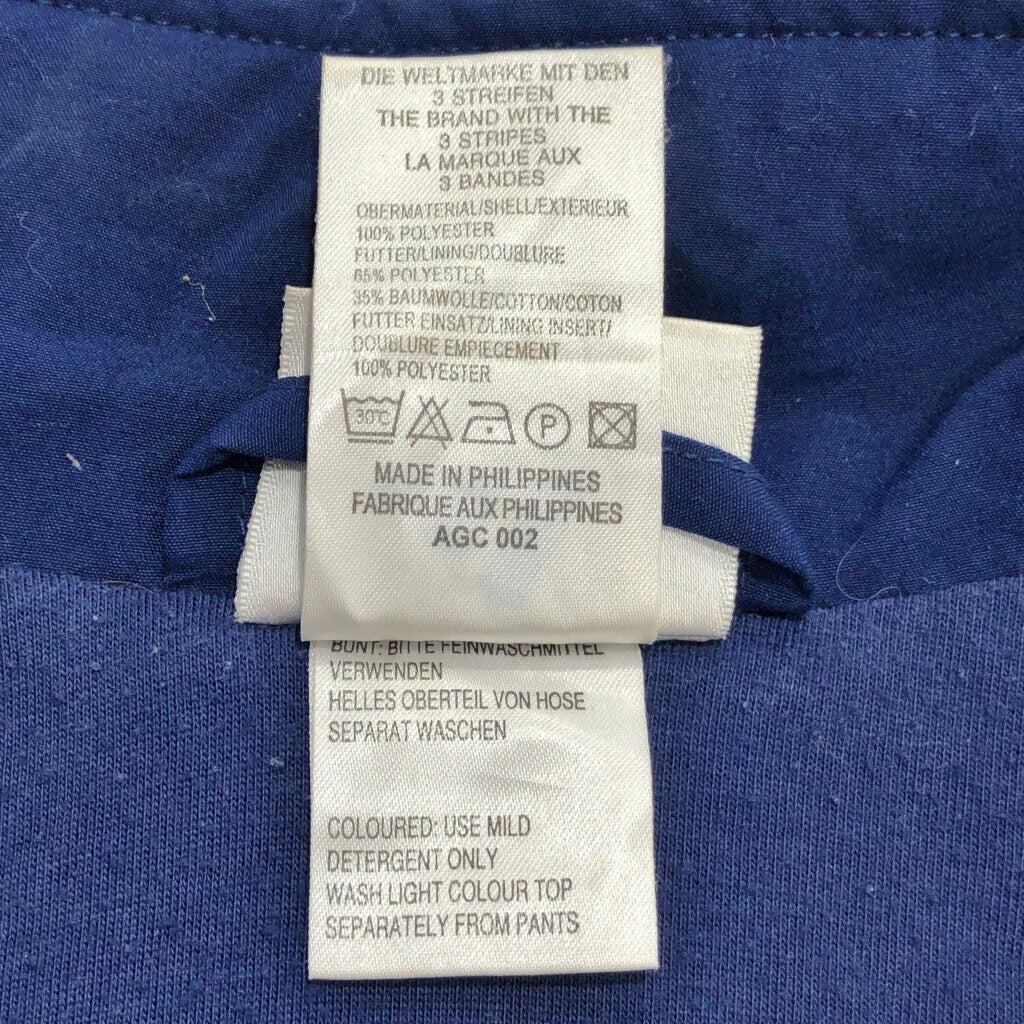 DIE WELTMARKE MIT DEN
3 STREIFEN
THE BRAND WITH THE
3 STRIPES
LA MARQUE AUX
3 BANDES
OBERMATERIAL/SHELL/EXTERIEUR
100% POLYESTER
FUTTER/LINING/DOUBLURE
65% POLYESTER
35% BAUMWOLLE/COTTON/COTON
FUTTER EINSATZ/LINING INSERT/
DOUBLURE EMPIECEMENT
100% POLYESTER
30°C P
MADE IN PHILIPPINES
FABRIQUE AUX PHILIPPINES
AGC 002
BUNT: BITTE FEINWASCHMITTEL
VERWENDEN
HELLES OBERTEIL VON HOSE
SEPARAT WASCHEN
COLOURED: USE MILD
DETERGENT ONLY
WASH LIGHT COLOUR TOP
SEPARATELY FROM PANTS